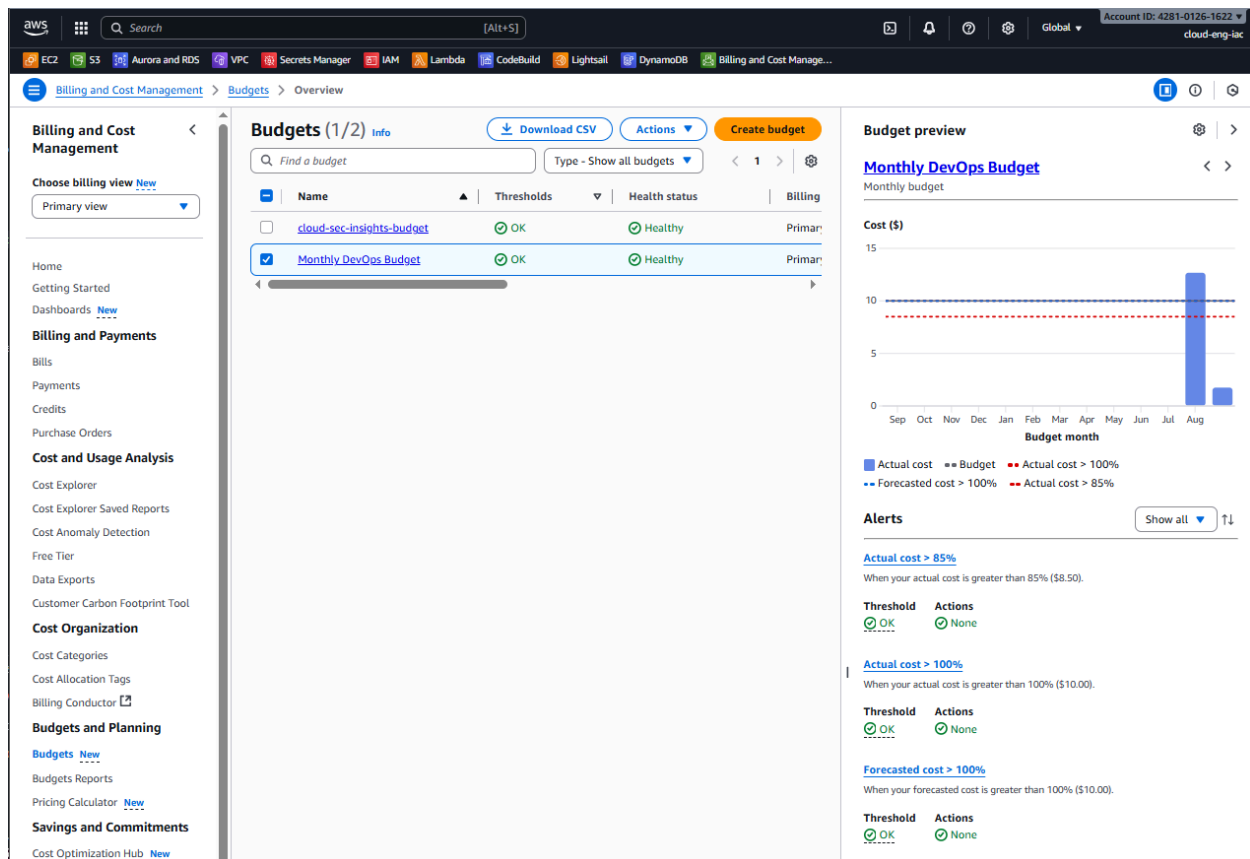 aws
Search [Alt+S]
Global
Account ID: 4281-0126-1622
cloud-eng-iac
EC2 S3 Aurora and RDS VPC Secrets Manager IAM Lambda CodeBuild Lightsail DynamoDB Billing and Cost Manage...
Billing and Cost Management > Budgets > Overview
Billing and Cost
Management
Choose billing view New
Primary view
Home
Getting Started
Dashboards New
Billing and Payments
Bills
Payments
Credits
Purchase Orders
Cost and Usage Analysis
Cost Explorer
Cost Explorer Saved Reports
Cost Anomaly Detection
Free Tier
Data Exports
Customer Carbon Footprint Tool
Cost Organization
Cost Categories
Cost Allocation Tags
Billing Conductor
Budgets and Planning
Budgets New
Budgets Reports
Pricing Calculator New
Savings and Commitments
Cost Optimization Hub New
Budgets (1/2) Info
Download CSV
Actions
Create budget
Find a budget
Type - Show all budgets
1
Name Thresholds Health status Billing
cloud-sec-insights-budget OK Healthy Primary
Monthly DevOps Budget OK Healthy Primary
Budget preview
Monthly DevOps Budget
Monthly budget
Cost ($)
15
10
5
0
Sep Oct Nov Dec Jan Feb Mar Apr May Jun Jul Aug
Budget month
Actual cost Budget Actual cost > 100%
Forecasted cost > 100% Actual cost > 85%
Alerts
Show all
Actual cost > 85%
When your actual cost is greater than 85% ($8.50).
Threshold Actions
OK None
Actual cost > 100%
When your actual cost is greater than 100% ($10.00).
Threshold Actions
OK None
Forecasted cost > 100%
When your forecasted cost is greater than 100% ($10.00).
Threshold Actions
OK None